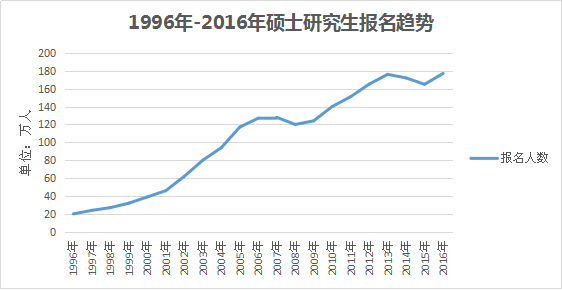 1996年-2016年硕士研究生报名趋势
单位：万人
200
180
160
140
120
100
80
60
40
20
0
1996年
1997年
1998年
1999年
2000年
2001年
2002年
2003年
2004年
2005年
2006年
2007年
2008年
2009年
2010年
2011年
2012年
2013年
2014年
2015年
2016年
报名人数